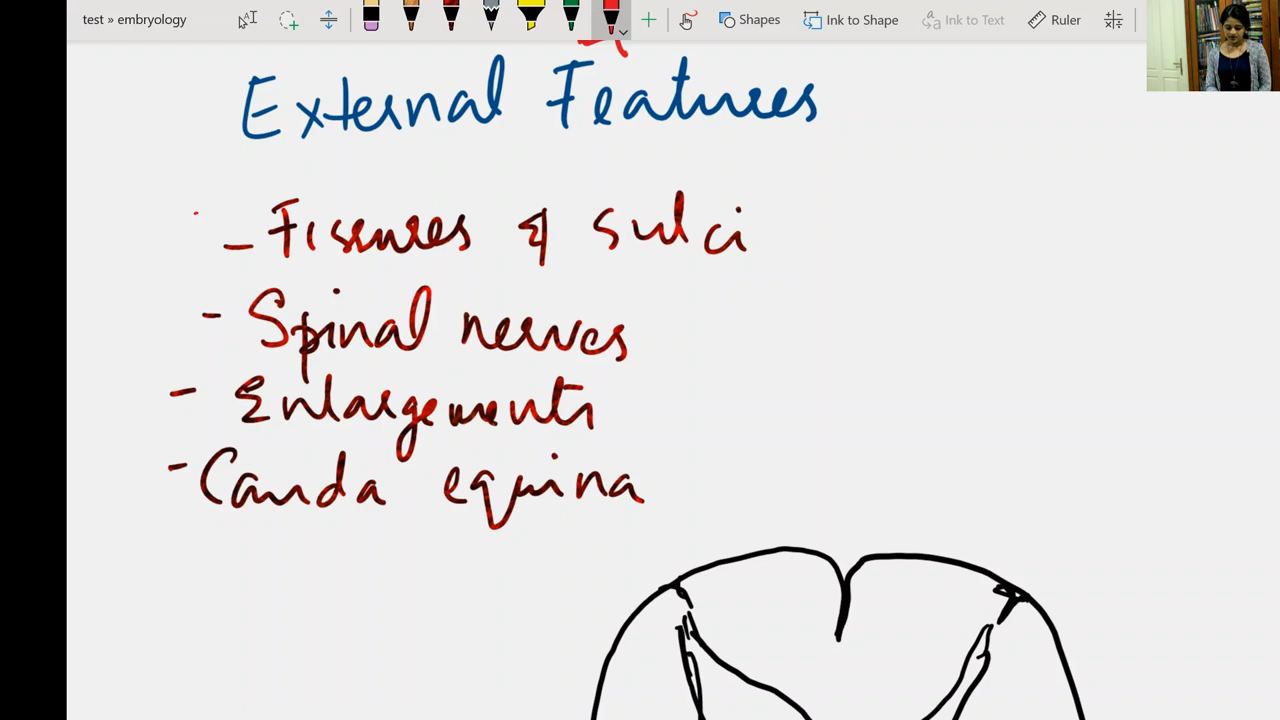 test » embryology
Shapes
Ink to Shape
Ink to Text
Ruler
External Features
- Fissures & sulci
- Spinal nerves
- Enlargements
- Cauda equina